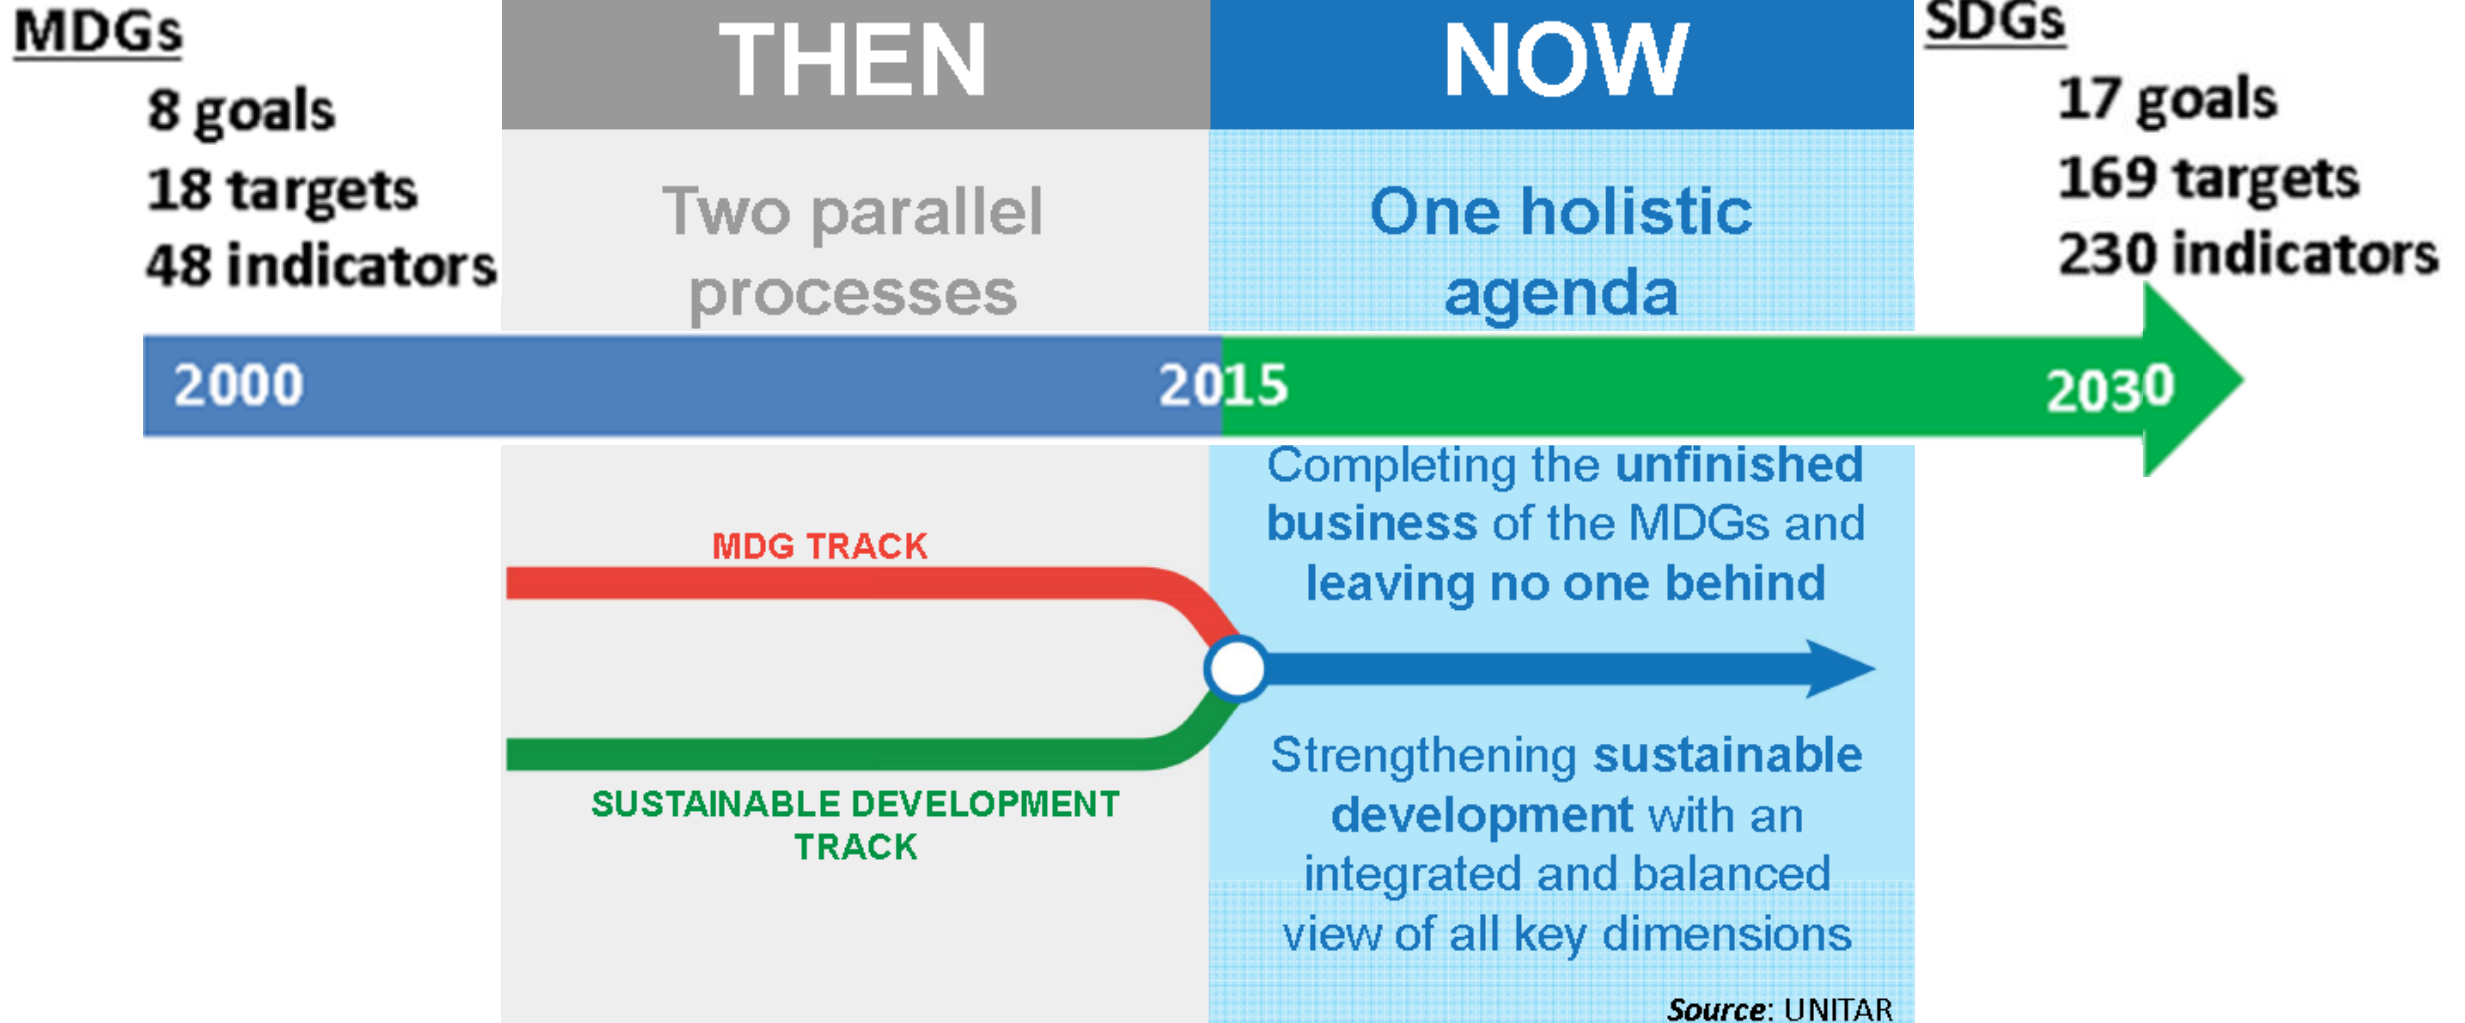 MDGs
8 goals
18 targets
48 indicators
THEN
Two parallel
processes
NOW
One holistic
agenda
SDGs
17 goals
169 targets
230 indicators
2000
2015
2030
MDG TRACK
SUSTAINABLE DEVELOPMENT
TRACK
Completing the unfinished
business of the MDGs and
leaving no one behind
Strengthening sustainable
development with an
integrated and balanced
view of all key dimensions
Source: UNITAR